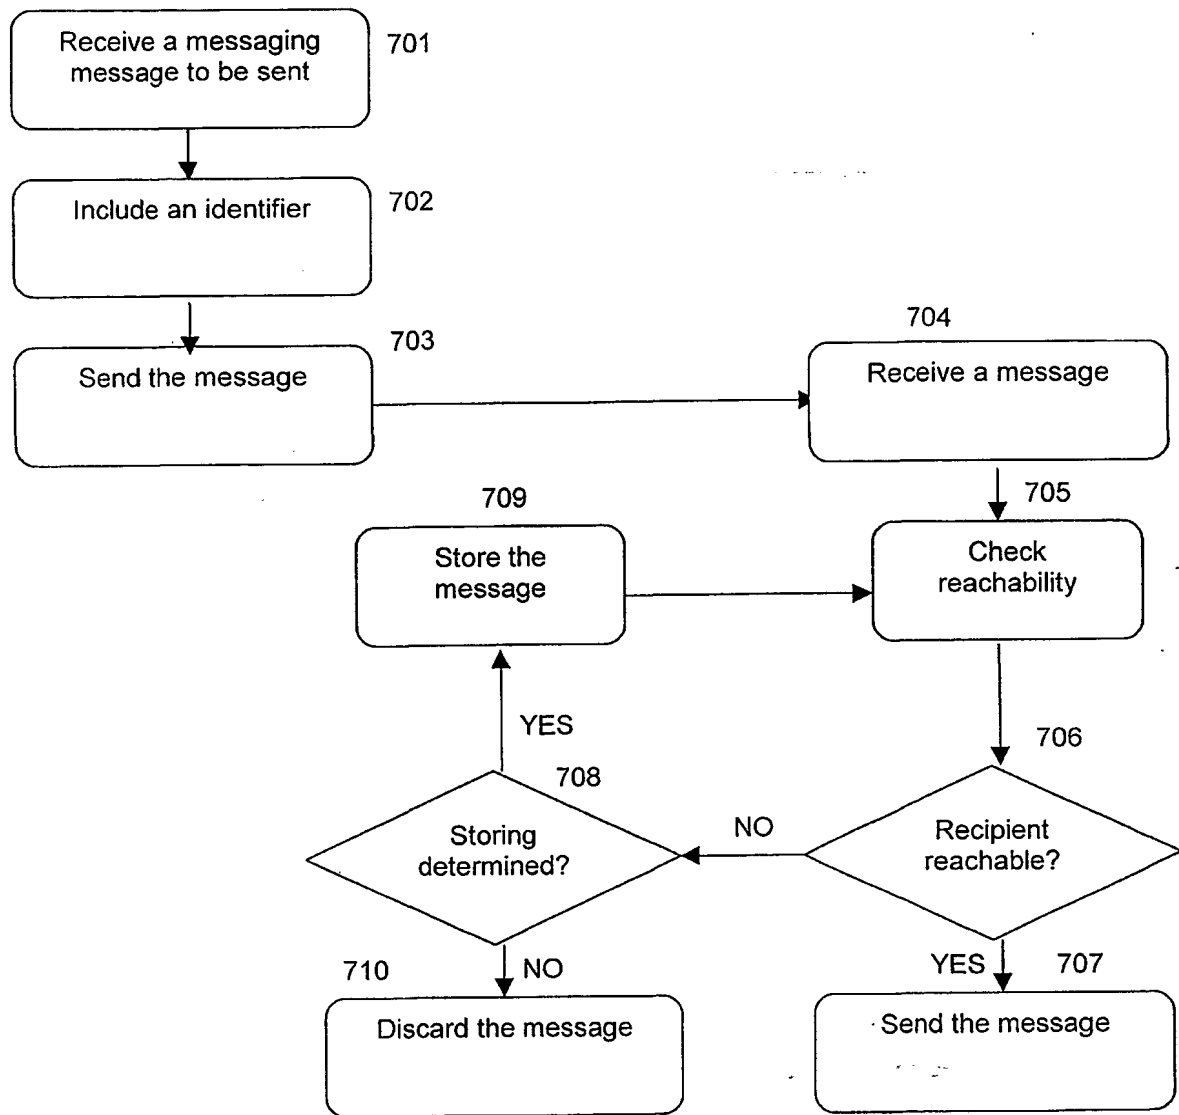 Receive a messaging
message to be sent
701
Include an identifier
702
703
Send the message
704
Receive a message
705
Check
reachability
709
Store the
message
YES
706
708
Storing
determined?
NO
Recipient
reachable?
710
NO
YES
707
Discard the message
Send the message